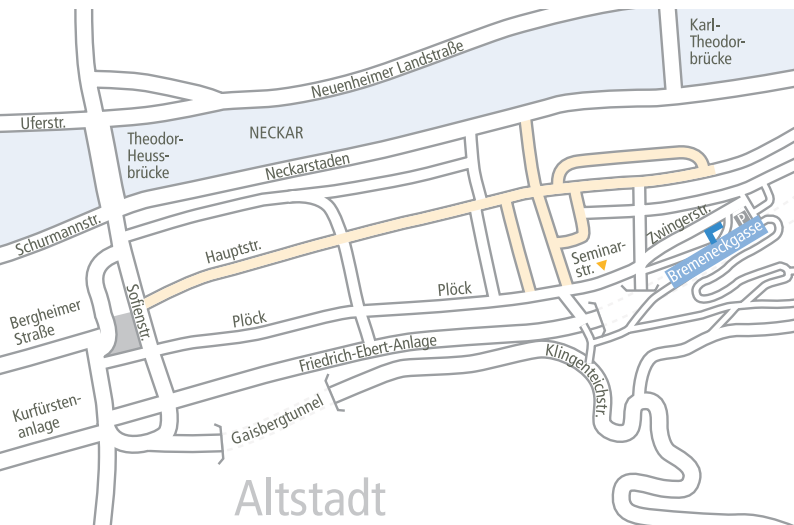 Karl-
Theodor-
brücke
Neuenheimer Landstraße
Uferstr.
Theodor-
Heuss-
brücke
NECKAR
Neckarstaden
Schurmannstr.
Hauptstr.
Zwingerstr.
P
Bremeneckgasse
Seminar-
str.
Sofienstr.
Bergheimer
Straße
Plöck
Plöck
Friedrich-Ebert-Anlage
Klingenteichstr.
Kurfürsten-
anlage
Gaisbergtunnel
Altstadt